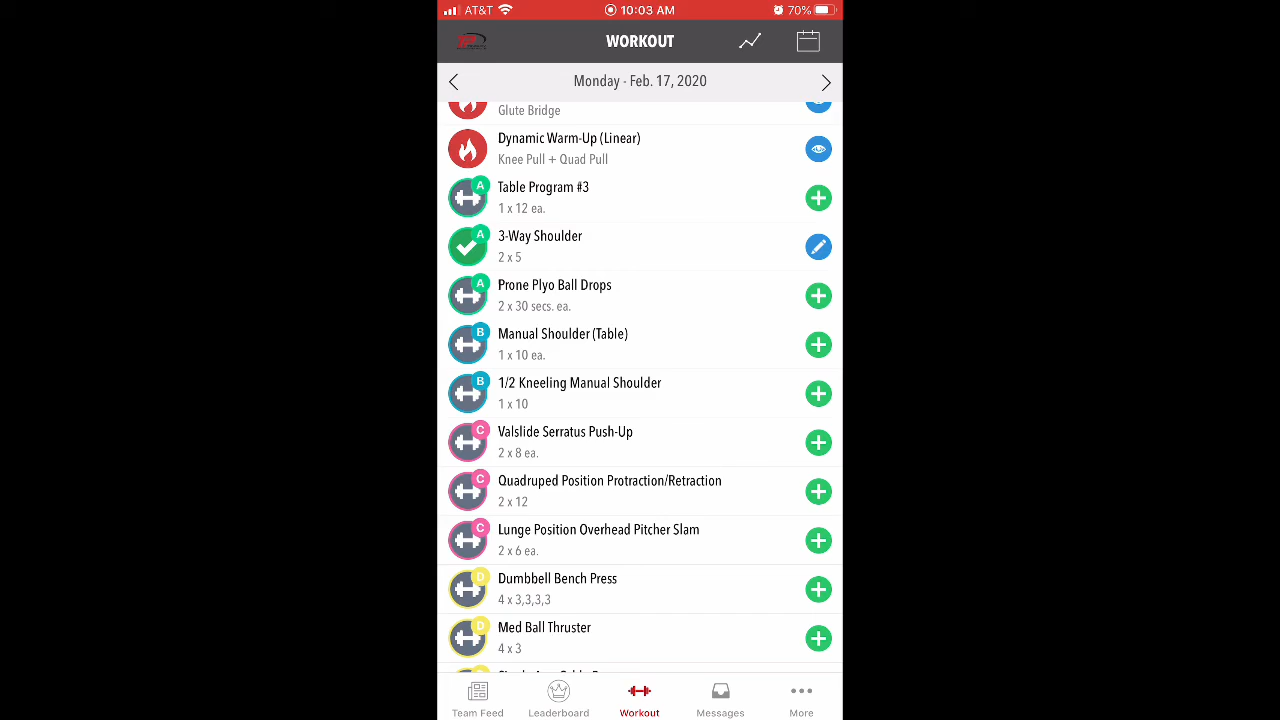 AT&T 10:03 AM 70%
WORKOUT
Monday - Feb. 17, 2020
Glute Bridge
Dynamic Warm-Up (Linear)
Knee Pull + Quad Pull
A
Table Program #3
1 x 12 ea.
A
3-Way Shoulder
2 x 5
A
Prone Plyo Ball Drops
2 x 30 secs. ea.
B
Manual Shoulder (Table)
1 x 10 ea.
B
1/2 Kneeling Manual Shoulder
1 x 10
C
Valslide Serratus Push-Up
2 x 8 ea.
C
Quadruped Position Protraction/Retraction
2 x 12
C
Lunge Position Overhead Pitcher Slam
2 x 6 ea.
D
Dumbbell Bench Press
4 x 3,3,3,3
D
Med Ball Thruster
4 x 3
Team Feed Leaderboard Workout Messages More